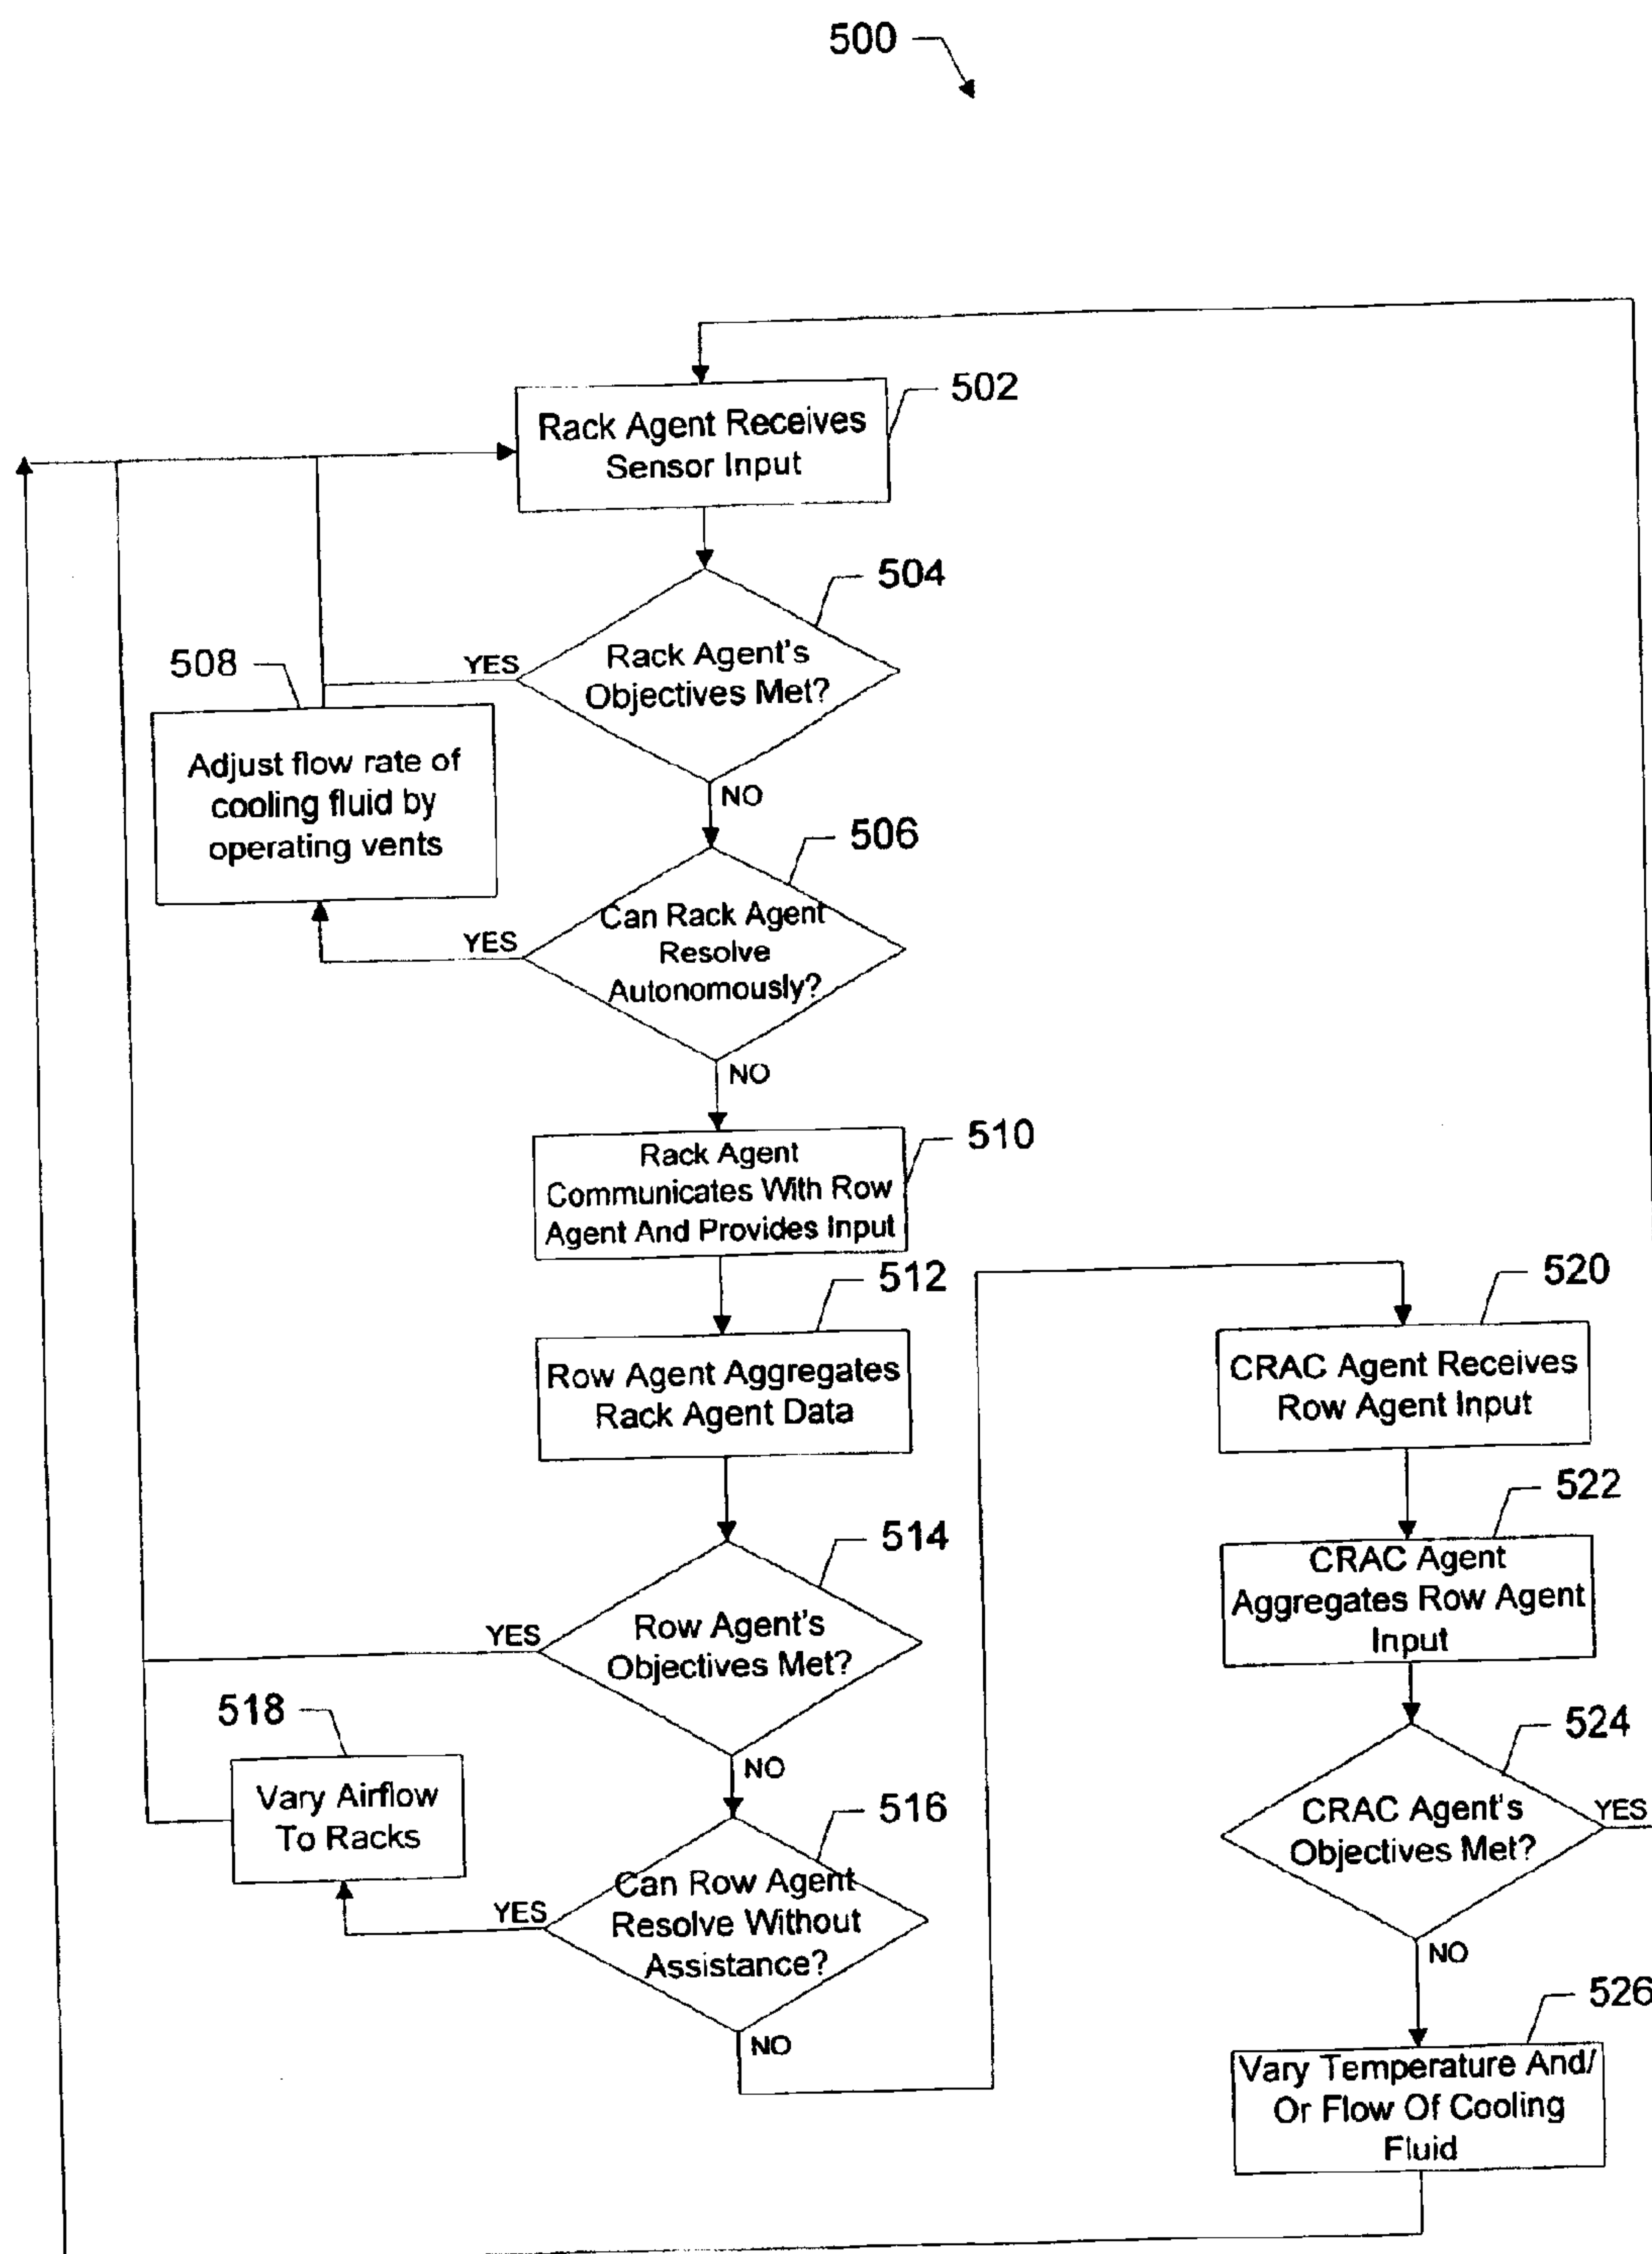 500
502
Rack Agent Receives
Sensor Input
504
Rack Agent's
Objectives Met?
YES
NO
508
Adjust flow rate of
cooling fluid by
operating vents
506
Can Rack Agent
Resolve
Autonomously?
YES
NO
510
Rack Agent
Communicates With Row
Agent And Provides Input
512
Row Agent Aggregates
Rack Agent Data
514
Row Agent's
Objectives Met?
YES
NO
518
Vary Airflow
To Racks
516
Can Row Agent
Resolve Without
Assistance?
YES
NO
520
CRAC Agent Receives
Row Agent Input
522
CRAC Agent
Aggregates Row Agent
Input
524
CRAC Agent's
Objectives Met?
YES
NO
526
Vary Temperature And/
Or Flow Of Cooling
Fluid